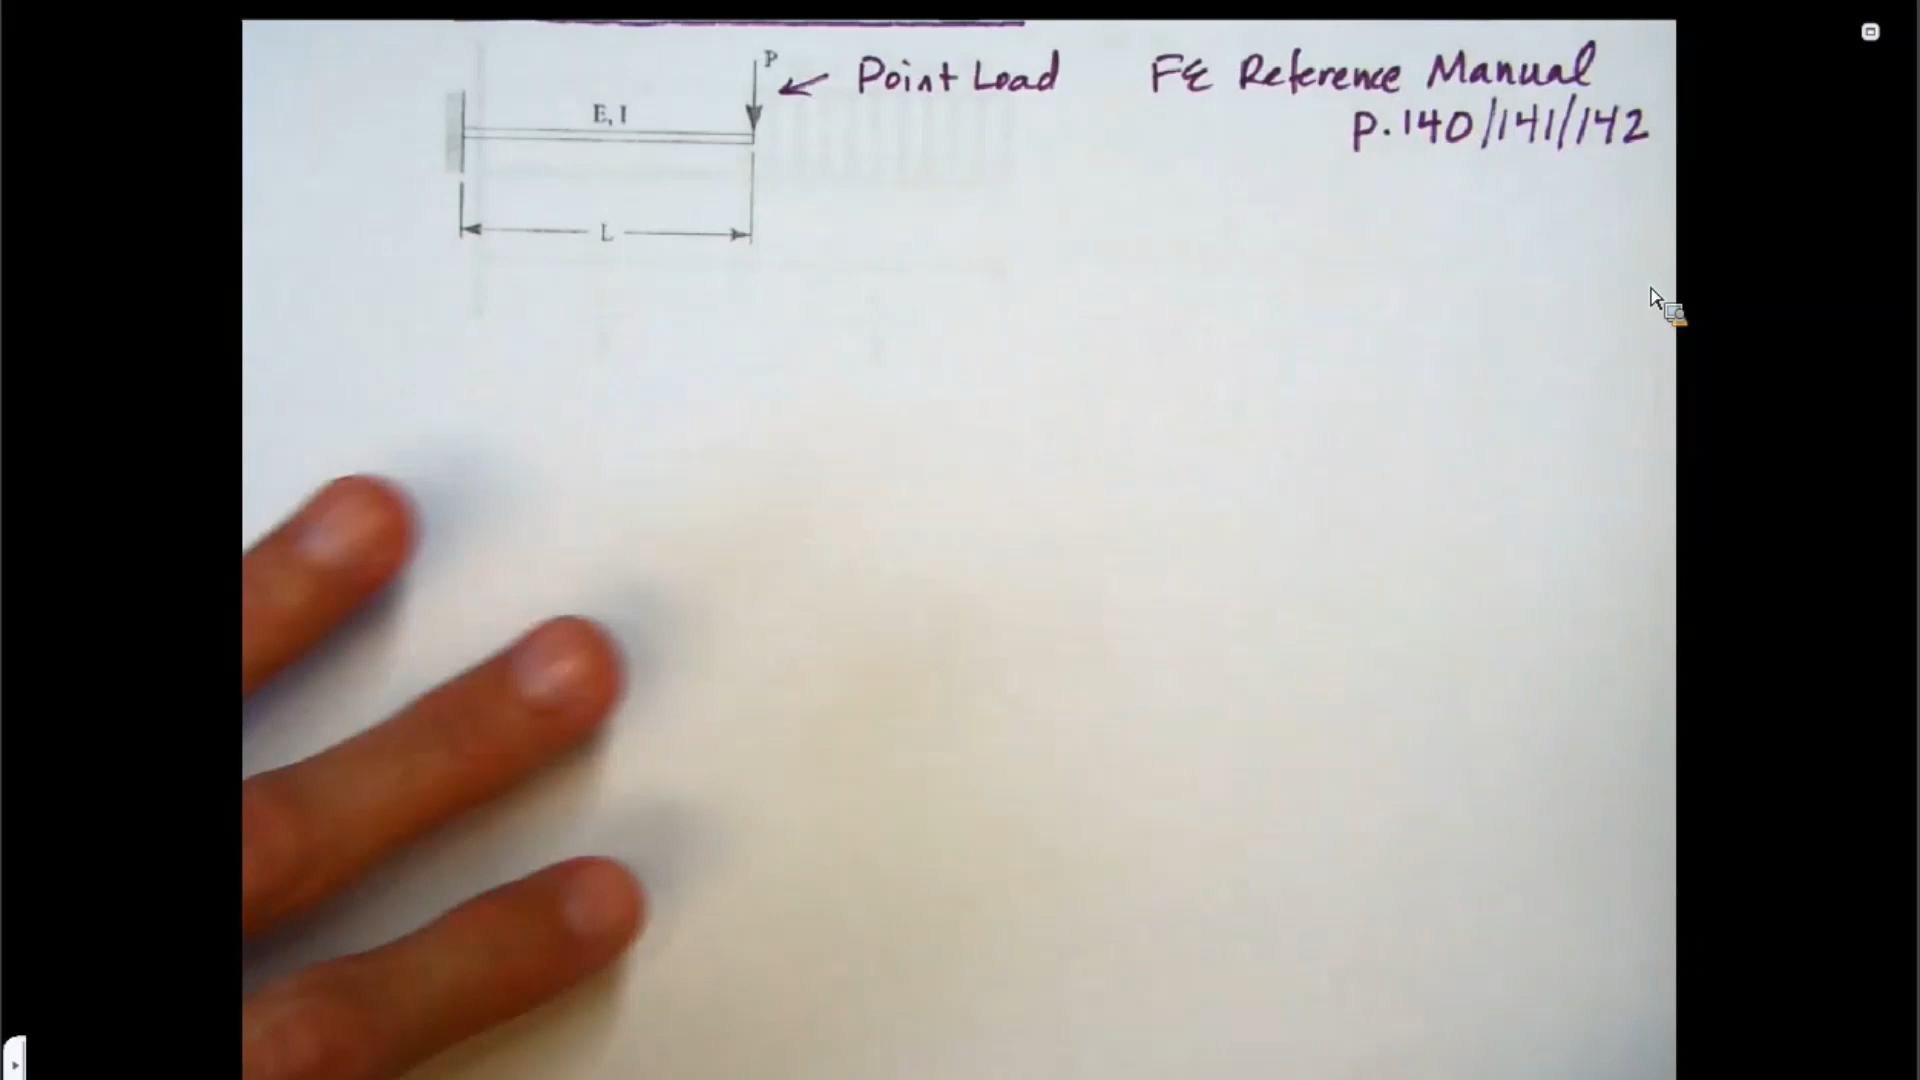 P
Point Load
FE Reference Manual
p.140/141/142
E, I
L